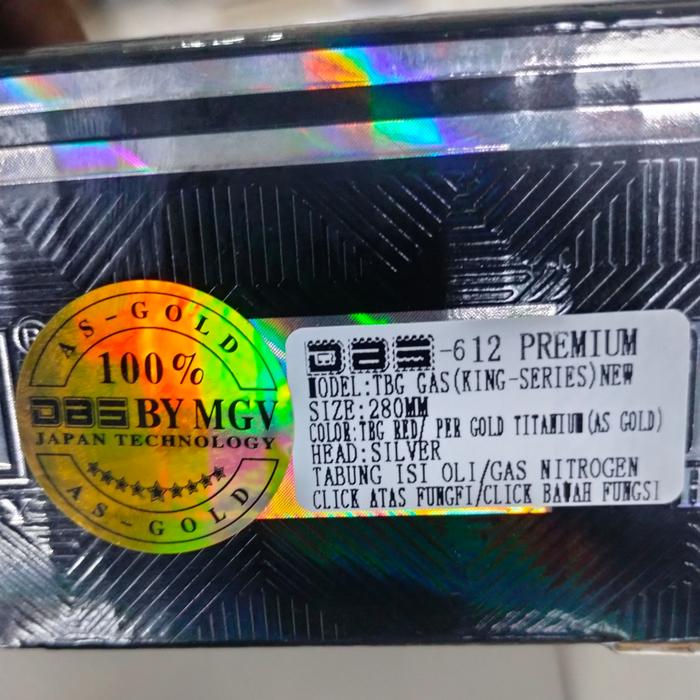 AS-GOLD
100%
DBS BY MGV
JAPAN TECHNOLOGY
AS-GOLD
DBS-612 PREMIUM
MODEL:TBG GAS(KING-SERIES)NEW
SIZE:280MM
COLOR:TBG RED/ PER GOLD TITANIUM(AS GOLD)
HEAD:SILVER
TABUNG ISI OLI/GAS NITROGEN
CLICK ATAS FUNGFI/CLICK BAWAH FUNGSI